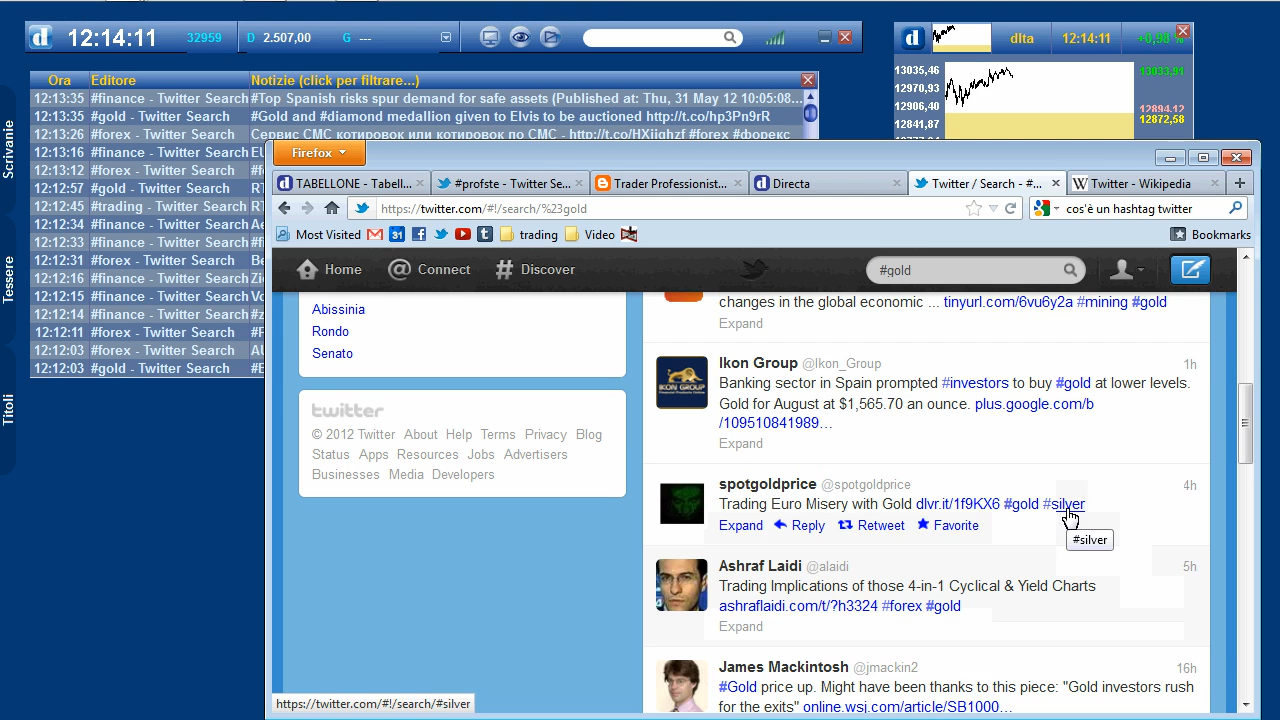 12:14:11 32959 D 2.507,00 G ---
dIta 12:14:11 +0,98 %
Ora Editore Notizie (click per filtrare...)
12:13:35 #finance - Twitter Search #Top Spanish risks spur demand for safe assets (Published at: Thu, 31 May 12 10:05:08...
12:13:35 #gold - Twitter Search #Gold and #diamond medallion given to Elvis to be auctioned http://t.co/hp3Pn9rR
12:13:26 #forex - Twitter Search Сервис СМС котировок или котировок по СМС - http://t.co/HXjighzf #forex #форекс
12:13:16 #finance - Twitter Search EU
12:13:12 #forex - Twitter Search #f
12:12:57 #gold - Twitter Search RT
12:12:45 #trading - Twitter Search RT
12:12:34 #finance - Twitter Search Ae
12:12:33 #finance - Twitter Search #fi
12:12:31 #forex - Twitter Search Be
12:12:16 #finance - Twitter Search Zie
12:12:15 #finance - Twitter Search Vo
12:12:14 #finance - Twitter Search #z
12:12:11 #forex - Twitter Search #F
12:12:03 #forex - Twitter Search AU
12:12:03 #gold - Twitter Search #E
Scrivanie
Tessere
Titoli
13035,46
12970,93
12906,40
12841,87
13033,91
12894,12
12872,58
Firefox
TABELLONE - Tabell... #profste - Twitter Se... Trader Professionist... Directa Twitter / Search - #... Twitter - Wikipedia
https://twitter.com/#!/search/%23gold cos'è un hashtag twitter
Most Visited 31 trading Video Bookmarks
Home Connect Discover #gold
Abissinia
Rondo
Senato
twitter
© 2012 Twitter About Help Terms Privacy Blog
Status Apps Resources Jobs Advertisers
Businesses Media Developers
changes in the global economic ... tinyurl.com/6vu6y2a #mining #gold
Expand
IKON GROUP
Ikon Group @Ikon_Group 1h
Banking sector in Spain prompted #investors to buy #gold at lower levels.
Gold for August at $1,565.70 an ounce. plus.google.com/b
/109510841989...
Expand
spotgoldprice @spotgoldprice 4h
Trading Euro Misery with Gold dlvr.it/1f9KX6 #gold #silver
Expand Reply Retweet Favorite
#silver
Ashraf Laidi @alaidi 5h
Trading Implications of those 4-in-1 Cyclical & Yield Charts
ashraflaidi.com/t/?h3324 #forex #gold
Expand
James Mackintosh @jmackin2 16h
#Gold price up. Might have been thanks to this piece: "Gold investors rush
for the exits" online.wsj.com/article/SB1000...
https://twitter.com/#!/search/#silver